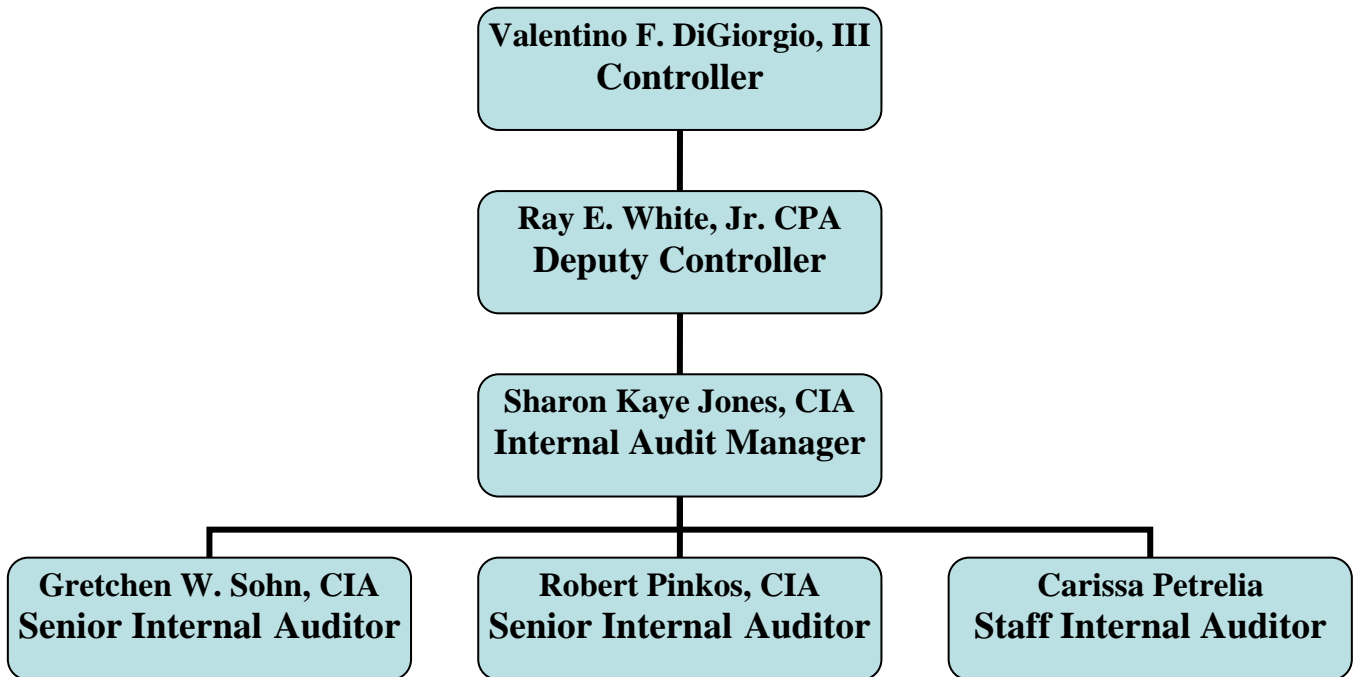 Valentino F. DiGiorgio, III
Controller
Ray E. White, Jr. CPA
Deputy Controller
Sharon Kaye Jones, CIA
Internal Audit Manager
Gretchen W. Sohn, CIA
Senior Internal Auditor
Robert Pinkos, CIA
Senior Internal Auditor
Carissa Petrelia
Staff Internal Auditor